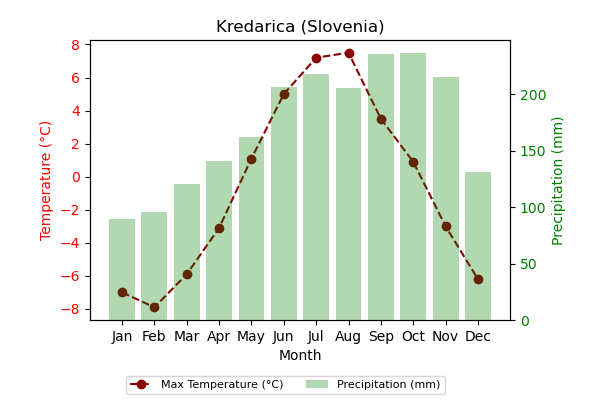 Kredarica (Slovenia)
8
6
4
2
0
−2
−4
−6
−8
Temperature (°C)
200
150
100
50
0
Precipitation (mm)
Jan Feb Mar Apr May Jun Jul Aug Sep Oct Nov Dec
Month
Max Temperature (°C) Precipitation (mm)